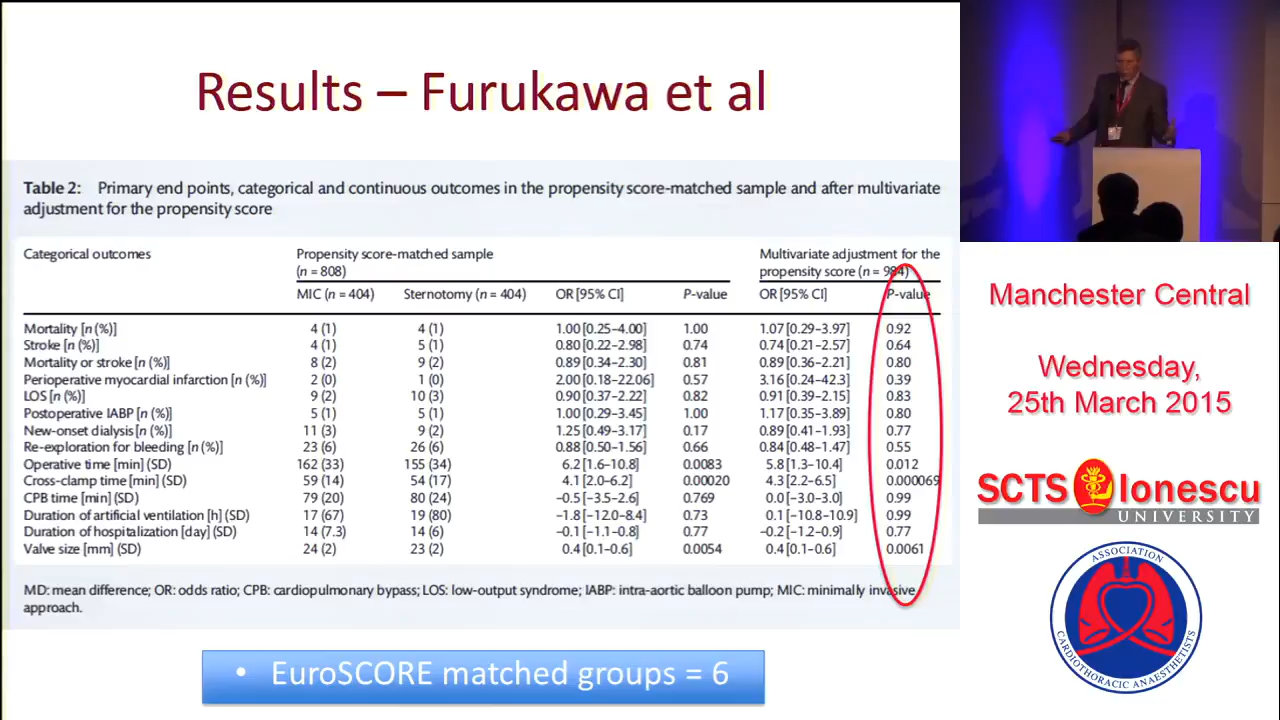 Results – Furukawa et al
Table 2: Primary end points, categorical and continuous outcomes in the propensity score-matched sample and after multivariate
adjustment for the propensity score
Categorical outcomes Propensity score-matched sample Multivariate adjustment for the
(n = 808) propensity score (n = 984)
MIC (n = 404) Sternotomy (n = 404) OR [95% CI] P-value OR [95% CI] P-value
Mortality [n (%)] 4 (1) 4 (1) 1.00 [0.25–4.00] 1.00 1.07 [0.29–3.97] 0.92
Stroke [n (%)] 4 (1) 5 (1) 0.80 [0.22–2.98] 0.74 0.74 [0.21–2.57] 0.64
Mortality or stroke [n (%)] 8 (2) 9 (2) 0.89 [0.34–2.30] 0.81 0.89 [0.36–2.21] 0.80
Perioperative myocardial infarction [n (%)] 2 (0) 1 (0) 2.00 [0.18–22.06] 0.57 3.16 [0.24–42.3] 0.39
LOS [n (%)] 9 (2) 10 (3) 0.90 [0.37–2.22] 0.82 0.91 [0.39–2.15] 0.83
Postoperative IABP [n (%)] 5 (1) 5 (1) 1.00 [0.29–3.45] 1.00 1.17 [0.35–3.89] 0.80
New-onset dialysis [n (%)] 11 (3) 9 (2) 1.25 [0.49–3.17] 0.17 0.89 [0.41–1.93] 0.77
Re-exploration for bleeding [n (%)] 23 (6) 26 (6) 0.88 [0.50–1.56] 0.66 0.84 [0.48–1.47] 0.55
Operative time [min] (SD) 162 (33) 155 (34) 6.2 [1.6–10.8] 0.0083 5.8 [1.3–10.4] 0.012
Cross-clamp time [min] (SD) 59 (14) 54 (17) 4.1 [2.0–6.2] 0.00020 4.3 [2.2–6.5] 0.000069
CPB time [min] (SD) 79 (20) 80 (24) −0.5 [−3.5–2.6] 0.769 0.0 [−3.0–3.0] 0.99
Duration of artificial ventilation [h] (SD) 17 (67) 19 (80) −1.8 [−12.0–8.4] 0.73 0.1 [−10.8–10.9] 0.99
Duration of hospitalization [day] (SD) 14 (7.3) 14 (6) −0.1 [−1.1–0.8] 0.77 −0.2 [−1.2–0.9] 0.77
Valve size [mm] (SD) 24 (2) 23 (2) 0.4 [0.1–0.6] 0.0054 0.4 [0.1–0.6] 0.0061
MD: mean difference; OR: odds ratio; CPB: cardiopulmonary bypass; LOS: low-output syndrome; IABP: intra-aortic balloon pump; MIC: minimally invasive
approach.
• EuroSCORE matched groups = 6
Manchester Central
Wednesday,
25th March 2015
SCTS Ionescu
UNIVERSITY
ASSOCIATION
CARDIOTHORACIC ANAESTHETISTS